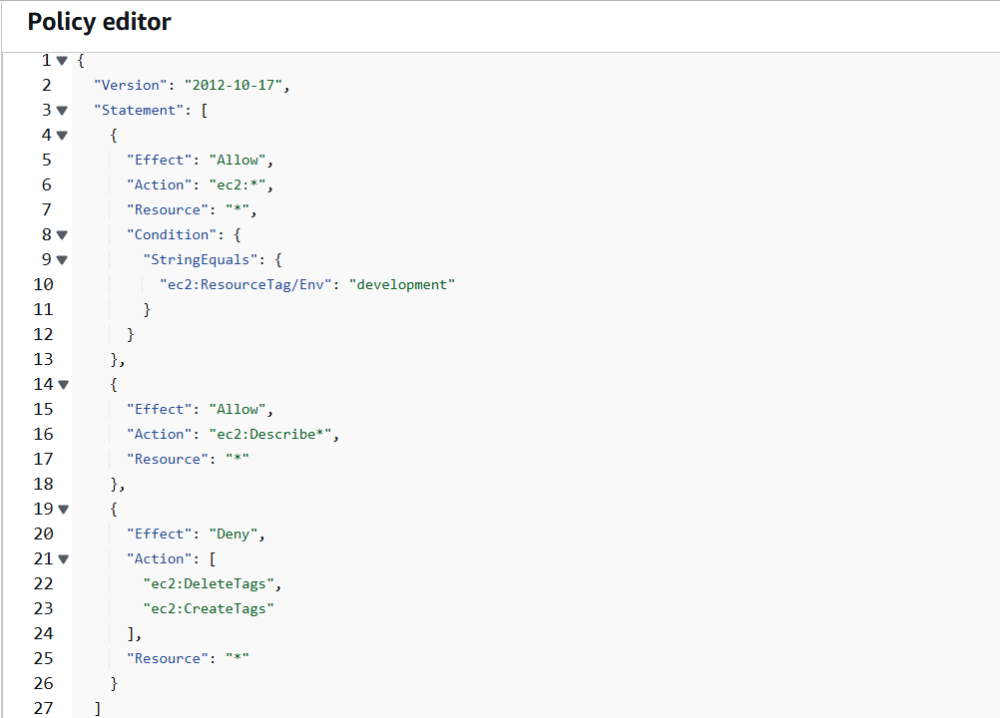 Policy editor
1 {
2 "Version": "2012-10-17",
3 "Statement": [
4 {
5 "Effect": "Allow",
6 "Action": "ec2:*",
7 "Resource": "*",
8 "Condition": {
9 "StringEquals": {
10 "ec2:ResourceTag/Env": "development"
11 }
12 }
13 },
14 {
15 "Effect": "Allow",
16 "Action": "ec2:Describe*",
17 "Resource": "*"
18 },
19 {
20 "Effect": "Deny",
21 "Action": [
22 "ec2:DeleteTags",
23 "ec2:CreateTags"
24 ],
25 "Resource": "*"
26 }
27 ]